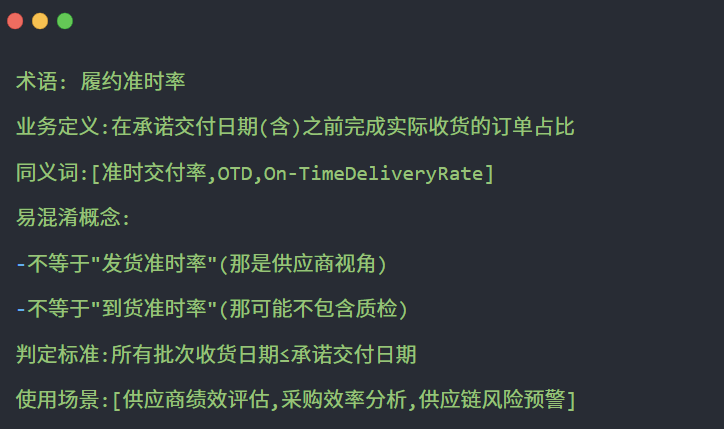 术语: 履约准时率
业务定义:在承诺交付日期(含)之前完成实际收货的订单占比
同义词:[准时交付率,OTD,On-TimeDeliveryRate]
易混淆概念:
-不等于"发货准时率"(那是供应商视角)
-不等于"到货准时率"(那可能不包含质检)
判定标准:所有批次收货日期≤承诺交付日期
使用场景:[供应商绩效评估,采购效率分析,供应链风险预警]